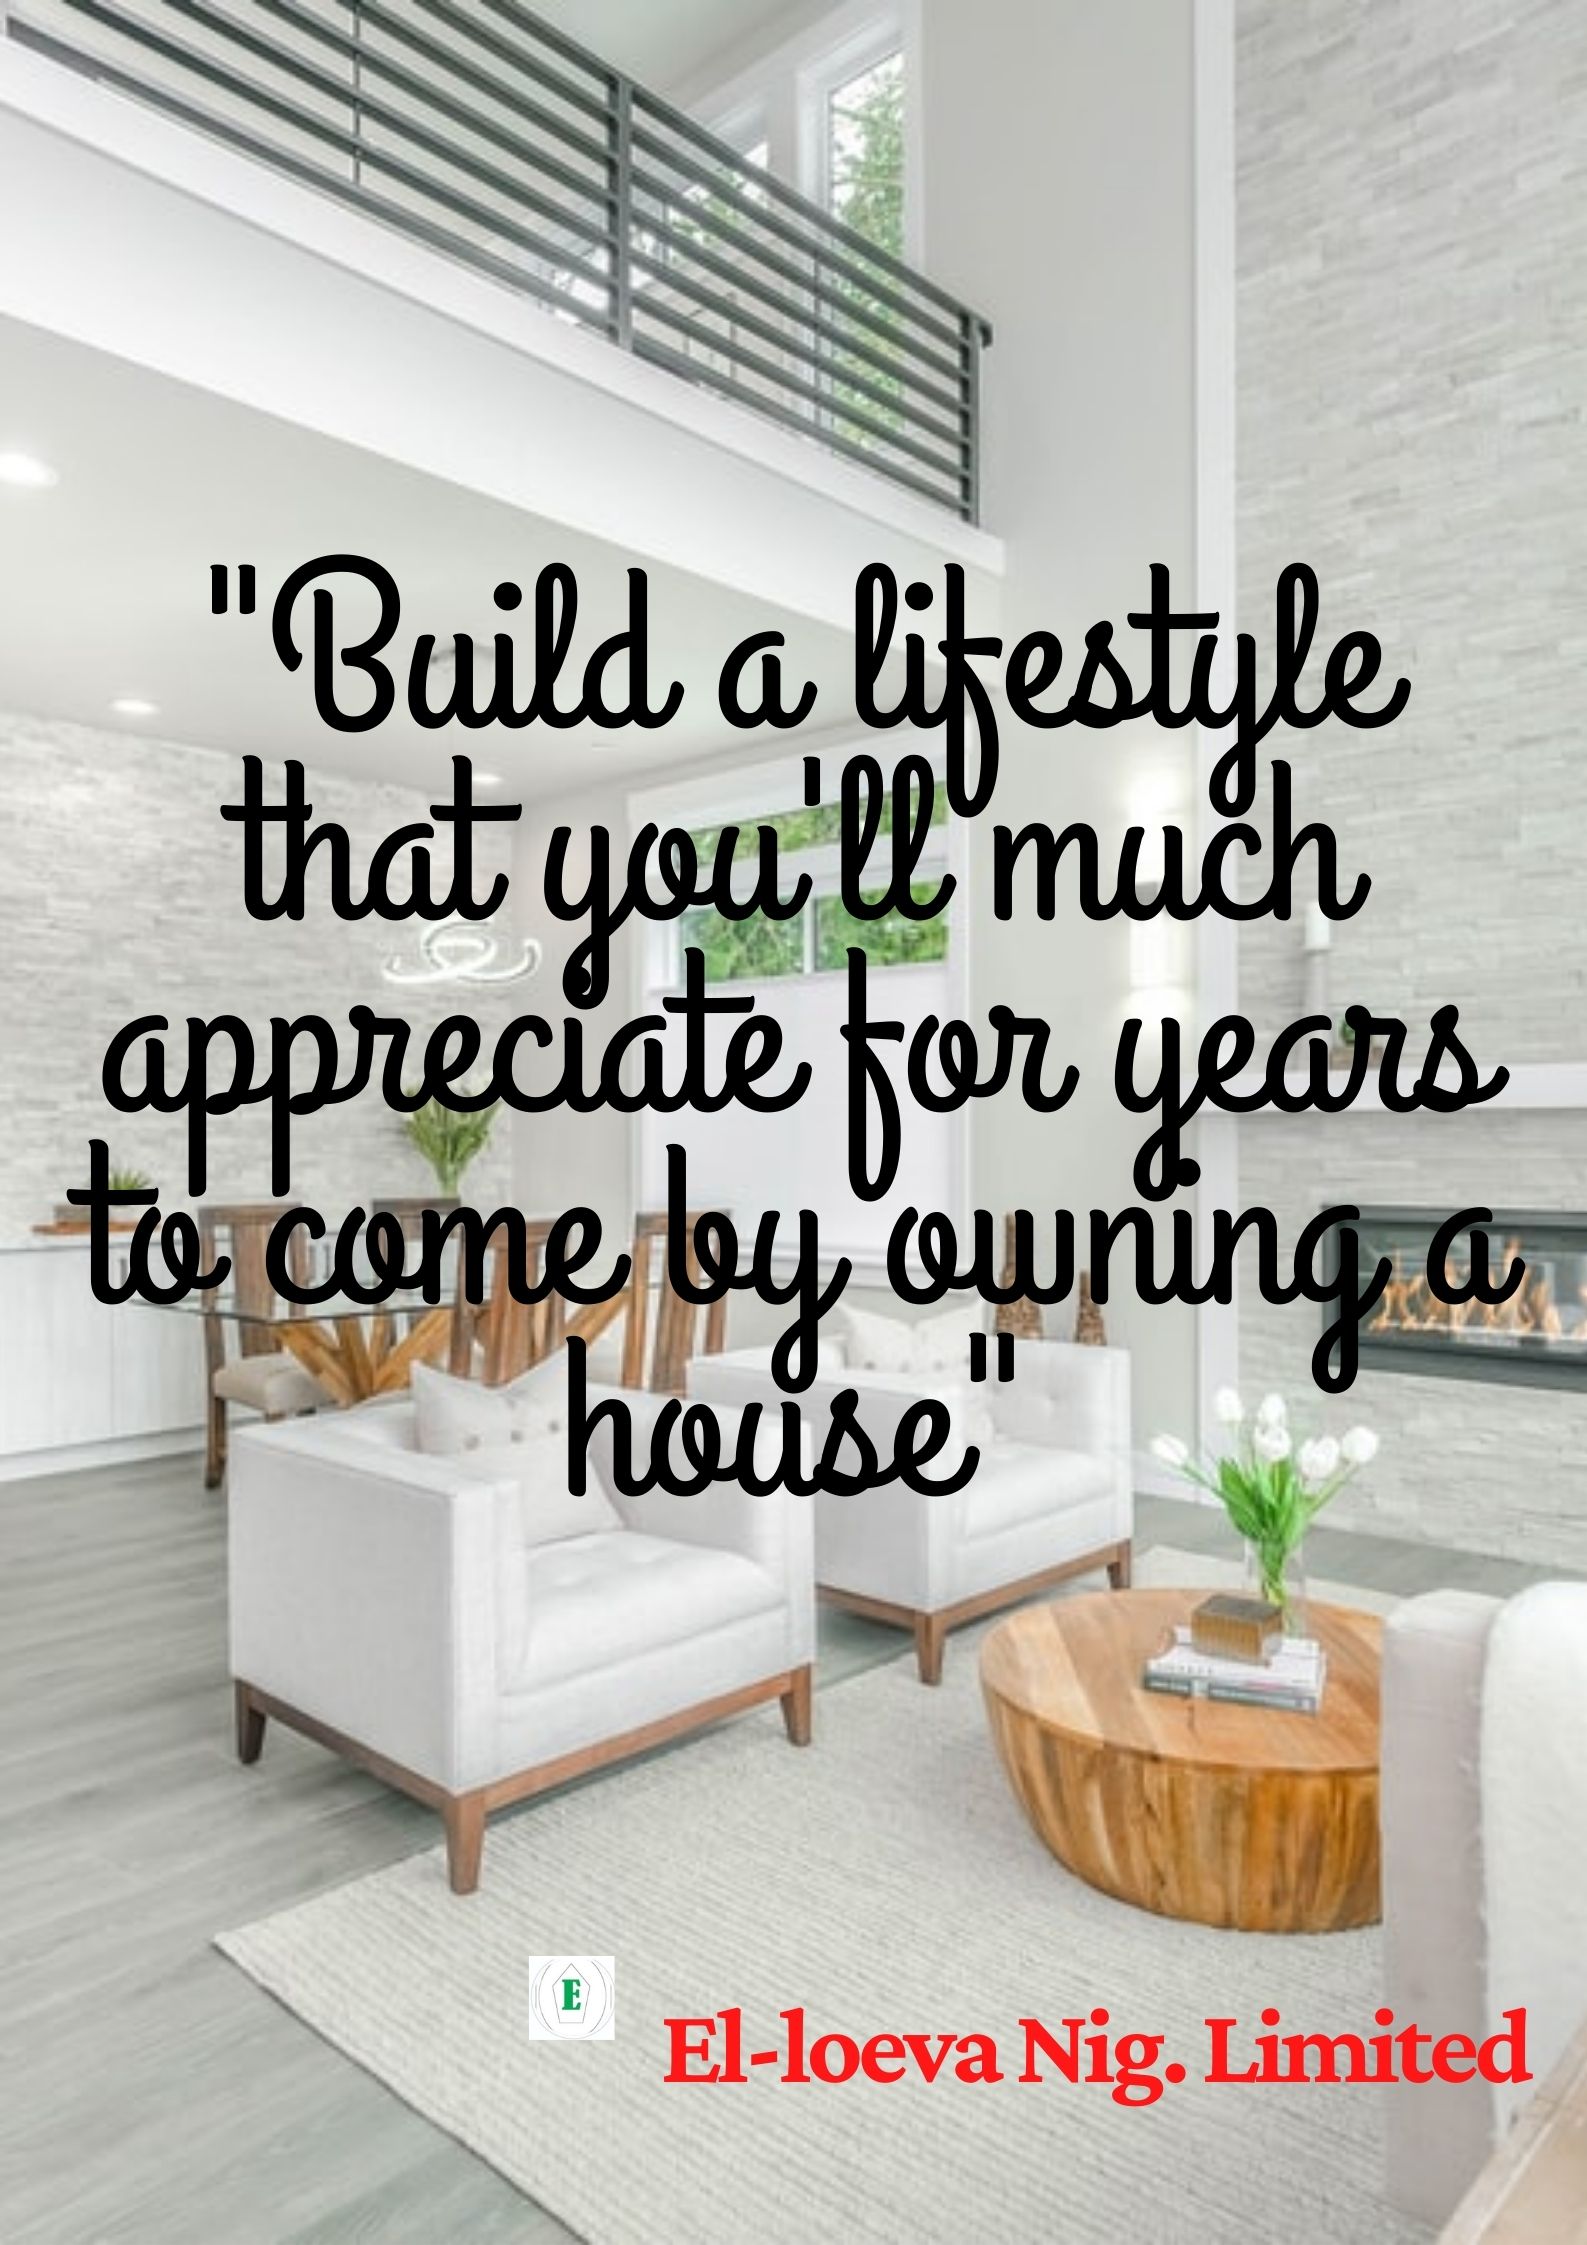 "Build a lifestyle
that you'll much
appreciate for years
to come by owning a
house"
E
El-loeva Nig. Limited